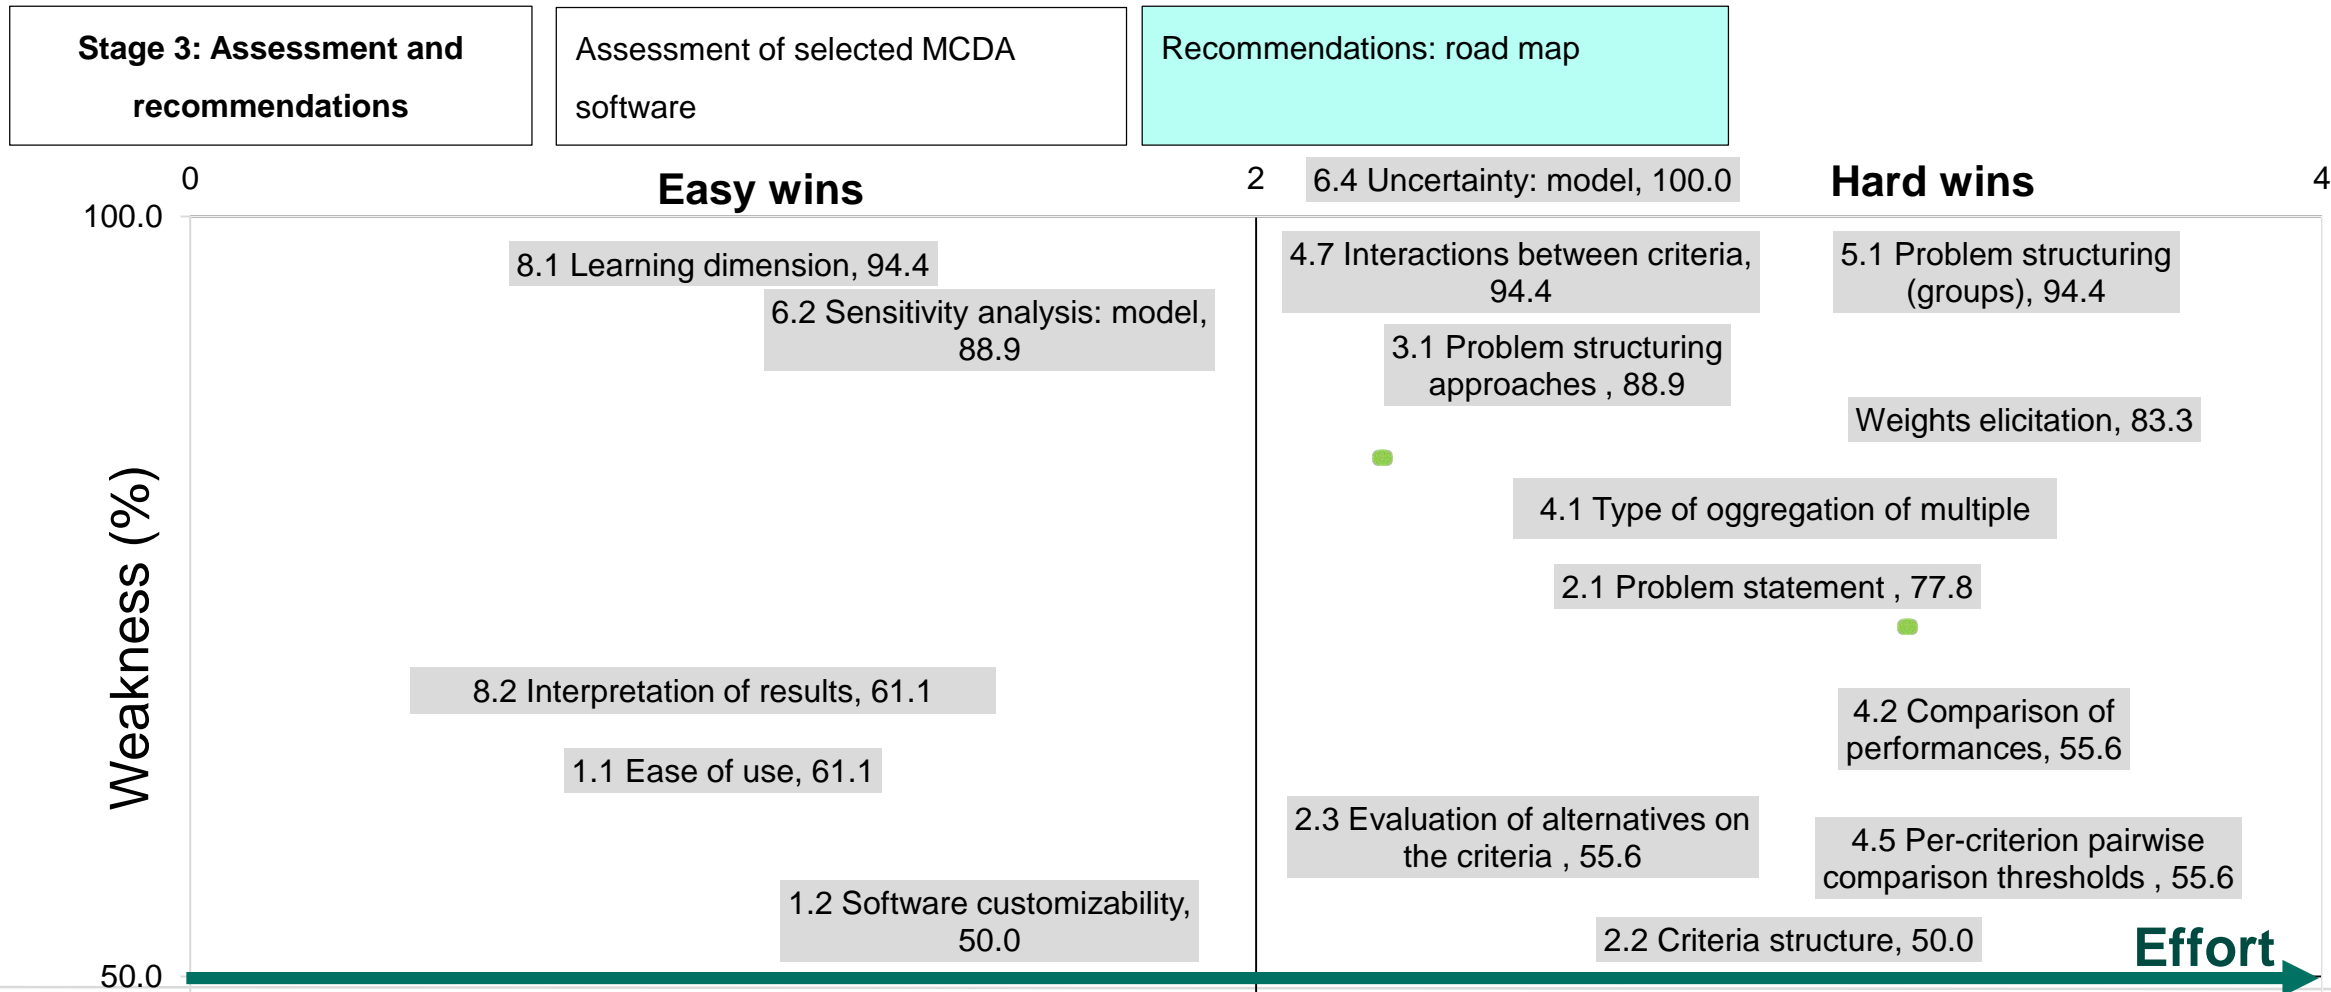 Stage 3: Assessment and
recommendations
Assessment of selected MCDA
software
Recommendations: road map
0
Easy wins
2
6.4 Uncertainty: model, 100.0
Hard wins
4
100.0
8.1 Learning dimension, 94.4
4.7 Interactions between criteria,
94.4
5.1 Problem structuring
(groups), 94.4
6.2 Sensitivity analysis: model,
88.9
3.1 Problem structuring
approaches , 88.9
Weights elicitation, 83.3
Weakness (%)
4.1 Type of oggregation of multiple
2.1 Problem statement , 77.8
8.2 Interpretation of results, 61.1
4.2 Comparison of
performances, 55.6
1.1 Ease of use, 61.1
2.3 Evaluation of alternatives on
the criteria , 55.6
4.5 Per-criterion pairwise
comparison thresholds , 55.6
1.2 Software customizability,
50.0
2.2 Criteria structure, 50.0
Effort
50.0